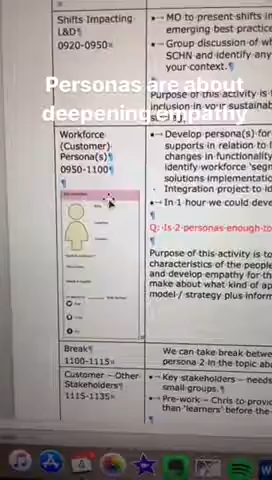 Shifts Impacting
L&D¶
0920-0950¤
MO to present shifts in
emerging best practice
Group discussion of wh
SCHN and identify any
your context.¶
Purpose of this activity is t
inclusion in your sustainab
Personas are about
deepening empathy
Workforce
(Customer)
Persona(s)¶
0950-1100¶
¶
Develop persona(s) for
supports in relation to l
changes in functionality
identify workforce 'seg
solutions implementatio
Integration project to id
In 1 hour we could deve
¶
Q: Is 2 personas enough to
¶
Purpose of this activity is to
characteristics of the people
and develop empathy for th
make about what kind of ap
model / strategy plus inform
Break¶
1100-1115¤
We can take break betwe
persona 2 in the topic abo
Customer – Other
Stakeholders¶
1115-1135¤
Key stakeholders – needs
small groups.¶
Pre-work – Chris to provid
than 'learners' before the